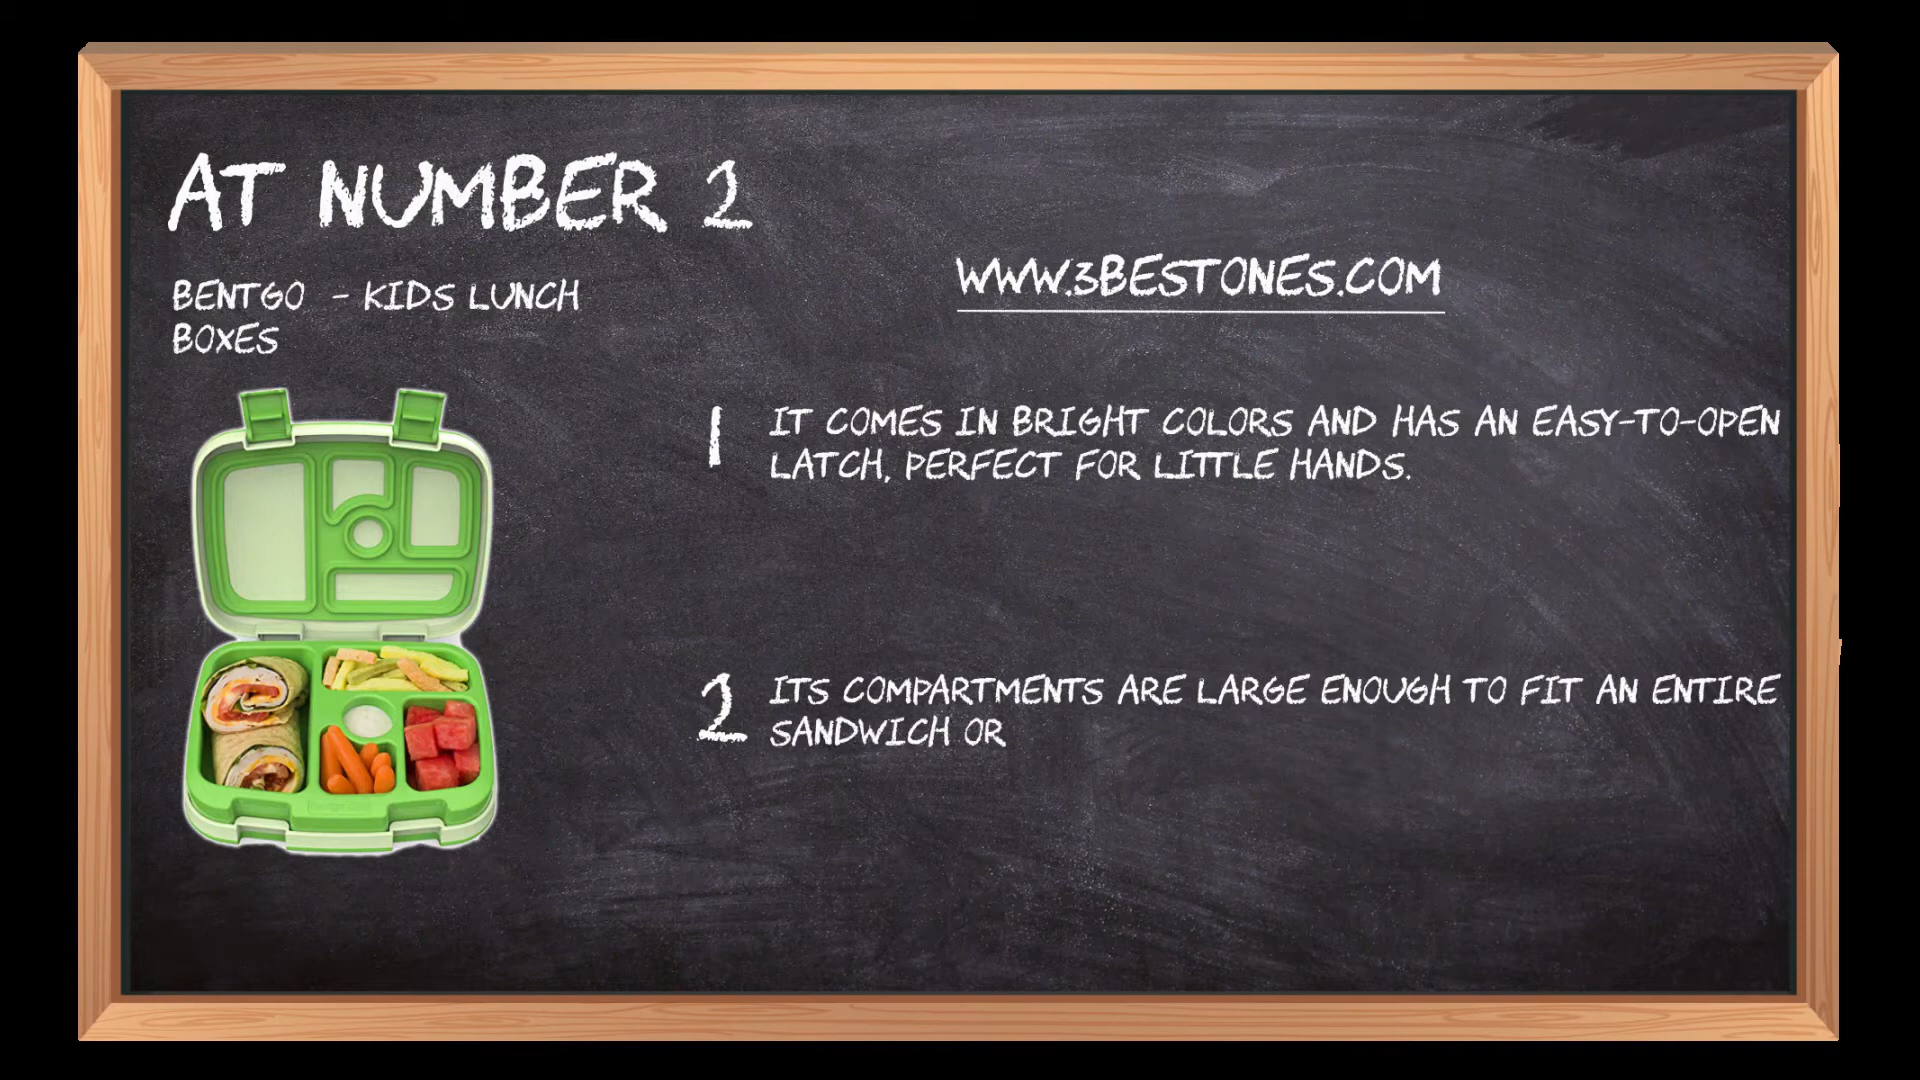 AT NUMBER 2
BENTGO - KIDS LUNCH
BOXES
WWW.3BESTONES.COM
1 IT COMES IN BRIGHT COLORS AND HAS AN EASY-TO-OPEN
LATCH, PERFECT FOR LITTLE HANDS.
2 ITS COMPARTMENTS ARE LARGE ENOUGH TO FIT AN ENTIRE
SANDWICH OR